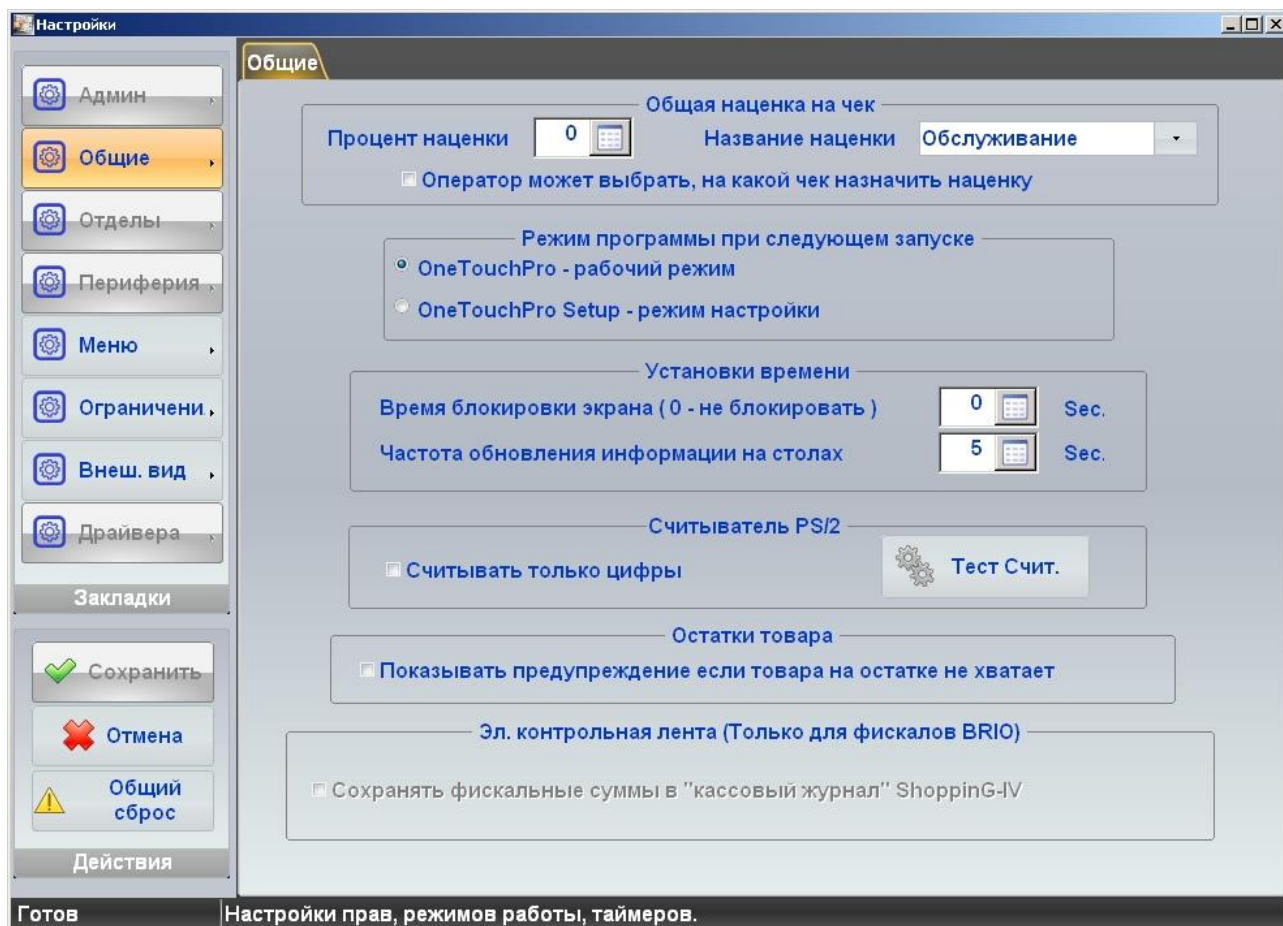 Настройки
Админ
Общие
Отделы
Периферия
Меню
Ограничени.
Внеш. вид
Драйвера
Закладки
Сохранить
Отмена
Общий
сброс
Действия
Общие
Общая наценка на чек
Процент наценки 0 Название наценки Обслуживание
Оператор может выбрать, на какой чек назначить наценку
Режим программы при следующем запуске
OneTouchPro - рабочий режим
OneTouchPro Setup - режим настройки
Установки времени
Время блокировки экрана ( 0 - не блокировать ) 0 Sec.
Частота обновления информации на столах 5 Sec.
Считыватель PS/2
Считывать только цифры Тест Счит.
Остатки товара
Показывать предупреждение если товара на остатке не хватает
Эл. контрольная лента (Только для фискалов BRIO)
Сохранять фискальные суммы в "кассовый журнал" ShoppinG-IV
Готов Настройки прав, режимов работы, таймеров.